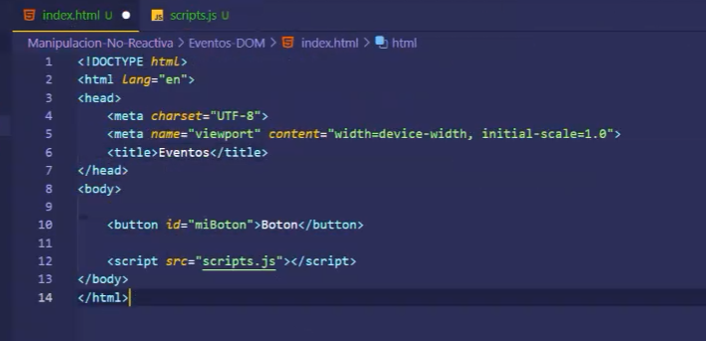 index.html U
scripts.js U
Manipulacion-No-Reactiva > Eventos-DOM > index.html > html
1 <!DOCTYPE html>
2 <html lang="en">
3 <head>
4 <meta charset="UTF-8">
5 <meta name="viewport" content="width=device-width, initial-scale=1.0">
6 <title>Eventos</title>
7 </head>
8 <body>
9
10 <button id="miBoton">Boton</button>
11
12 <script src="scripts.js"></script>
13 </body>
14 </html>